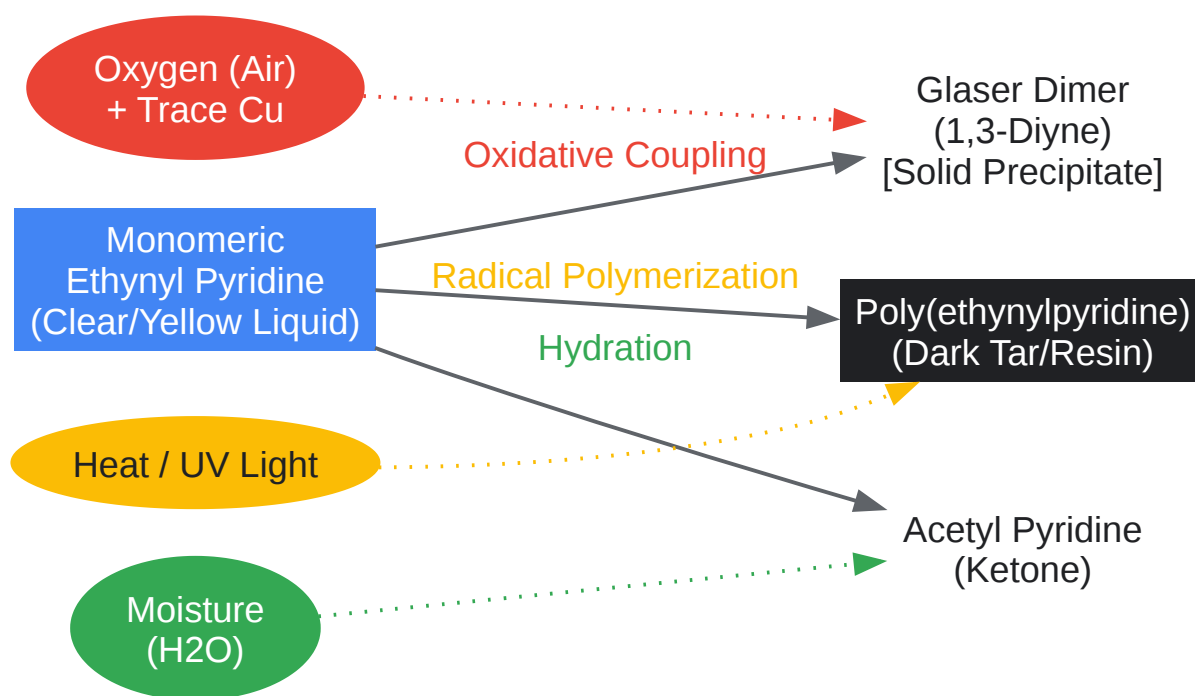 Oxygen (Air)
+ Trace Cu
Glaser Dimer
(1,3-Diyne)
[Solid Precipitate]
Oxidative Coupling
Monomeric
Ethynyl Pyridine
(Clear/Yellow Liquid)
Radical Polymerization
Poly(ethynylpyridine)
(Dark Tar/Resin)
Hydration
Heat / UV Light
Acetyl Pyridine
(Ketone)
Moisture
(H2O)